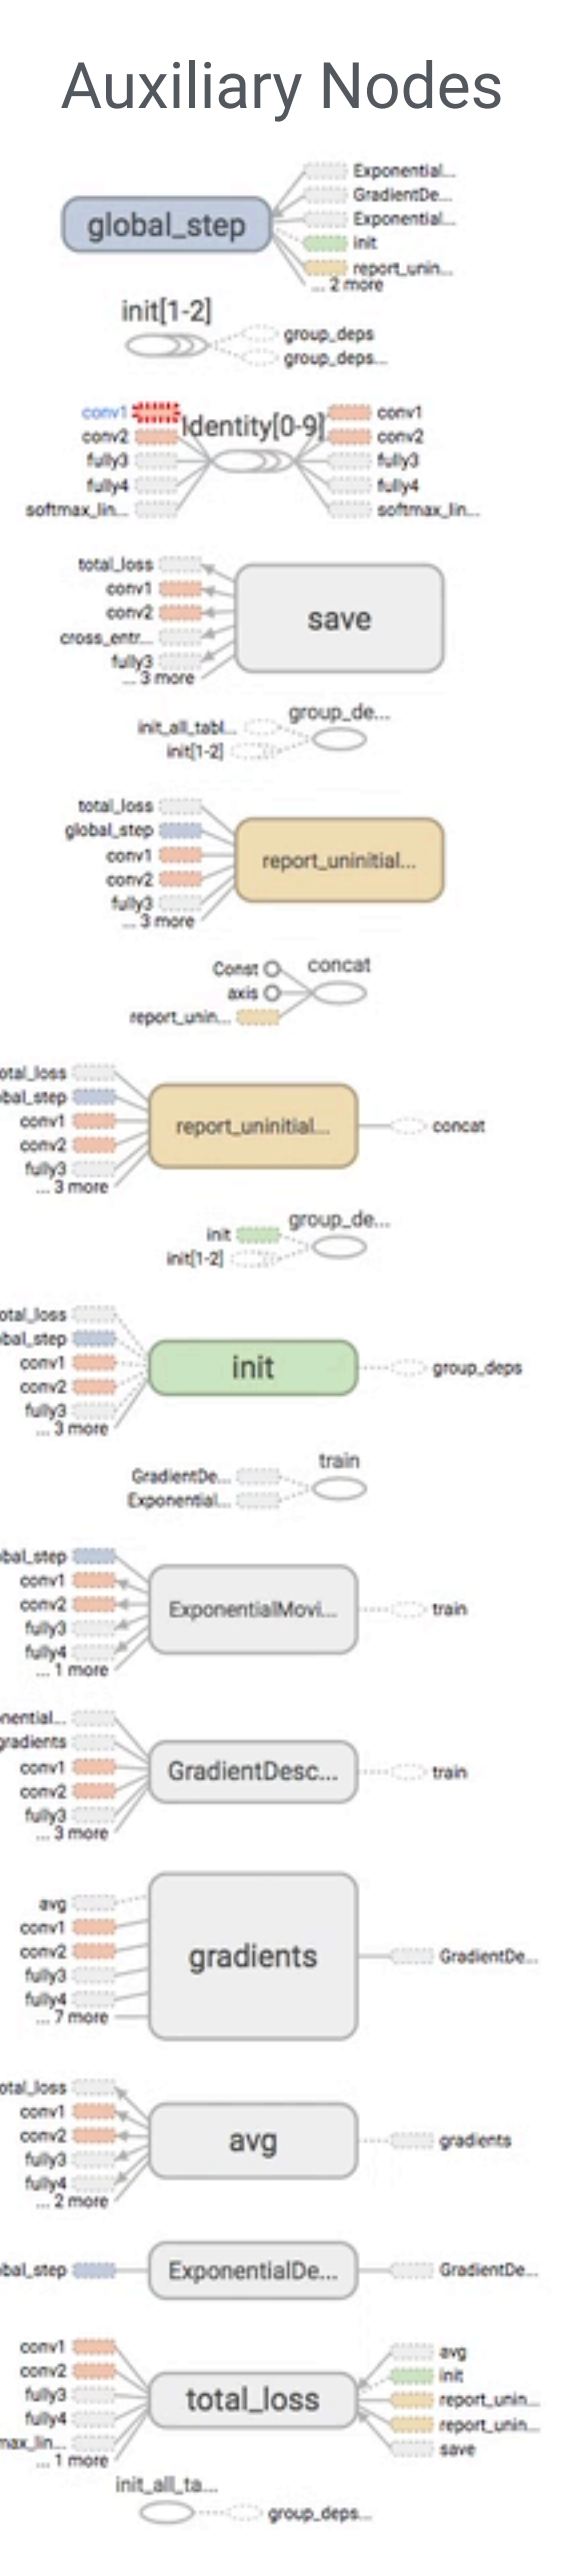 Auxiliary Nodes
Exponential...
GradientDe...
global_step
Exponential...
init
report_unin...
... 2 more
init[1-2]
group_deps
group_deps...
conv1
conv1
Identity[0-9]
conv2
conv2
fully3
fully3
fully4
fully4
softmax_lin...
softmax_lin...
total_loss
conv1
conv2
save
cross_entr...
fully3
... 3 more
group_de...
init_all_tabl...
init[1-2]
total_loss
global_step
conv1
report_uninitial...
conv2
fully3
... 3 more
concat
Const
axis
report_unin...
otal_loss
bal_step
conv1
report_uninitial...
concat
conv2
fully3
... 3 more
group_de...
init
init[1-2]
otal_loss
bal_step
conv1
init
group_deps
conv2
fully3
... 3 more
train
GradientDe...
Exponential...
bal_step
conv1
conv2
ExponentialMovi...
train
fully3
fully4
... 1 more
nential...
gradients
conv1
GradientDesc...
train
conv2
fully3
... 3 more
avg
conv1
conv2
gradients
GradientDe...
fully3
fully4
... 7 more
otal_loss
conv1
conv2
avg
gradients
fully3
fully4
... 2 more
bal_step
ExponentialDe...
GradientDe...
conv1
avg
conv2
init
fully3
total_loss
report_unin...
fully4
report_unin...
max_lin...
save
... 1 more
init_all_ta...
group_deps...